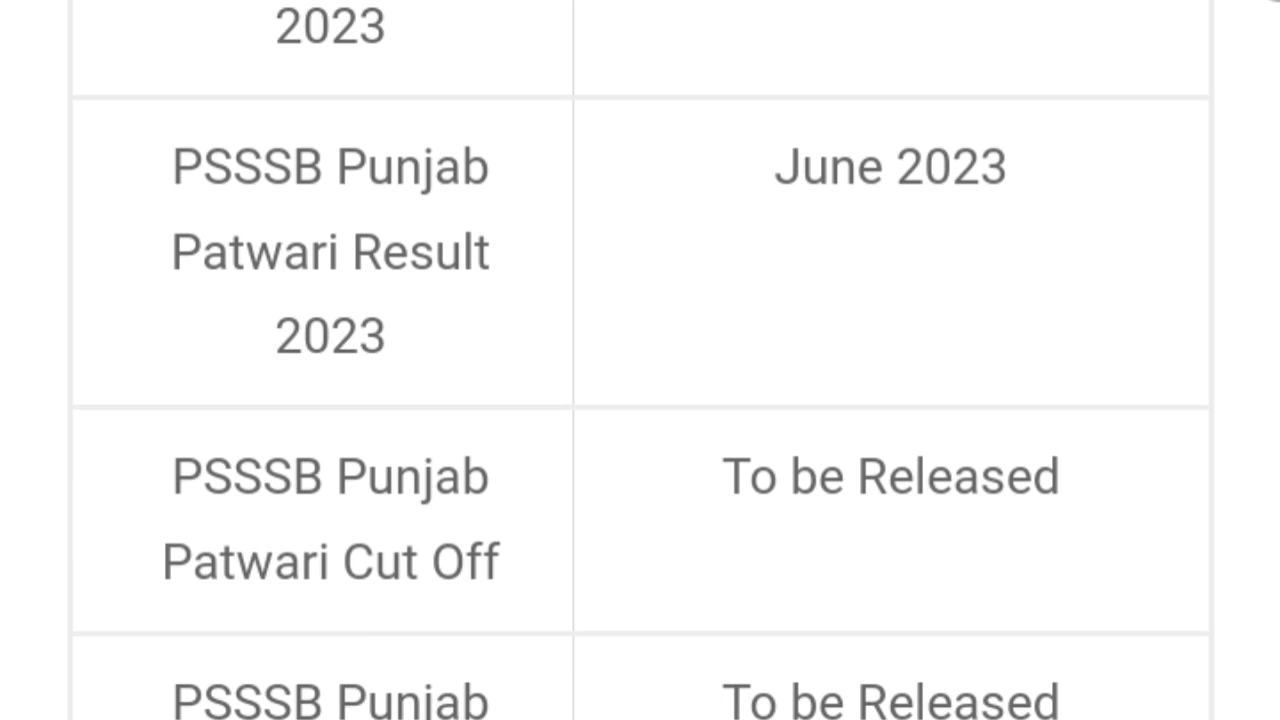 2023
PSSSB Punjab
Patwari Result
2023
June 2023
PSSSB Punjab
Patwari Cut Off
To be Released
PSSSB Punjab
To be Released